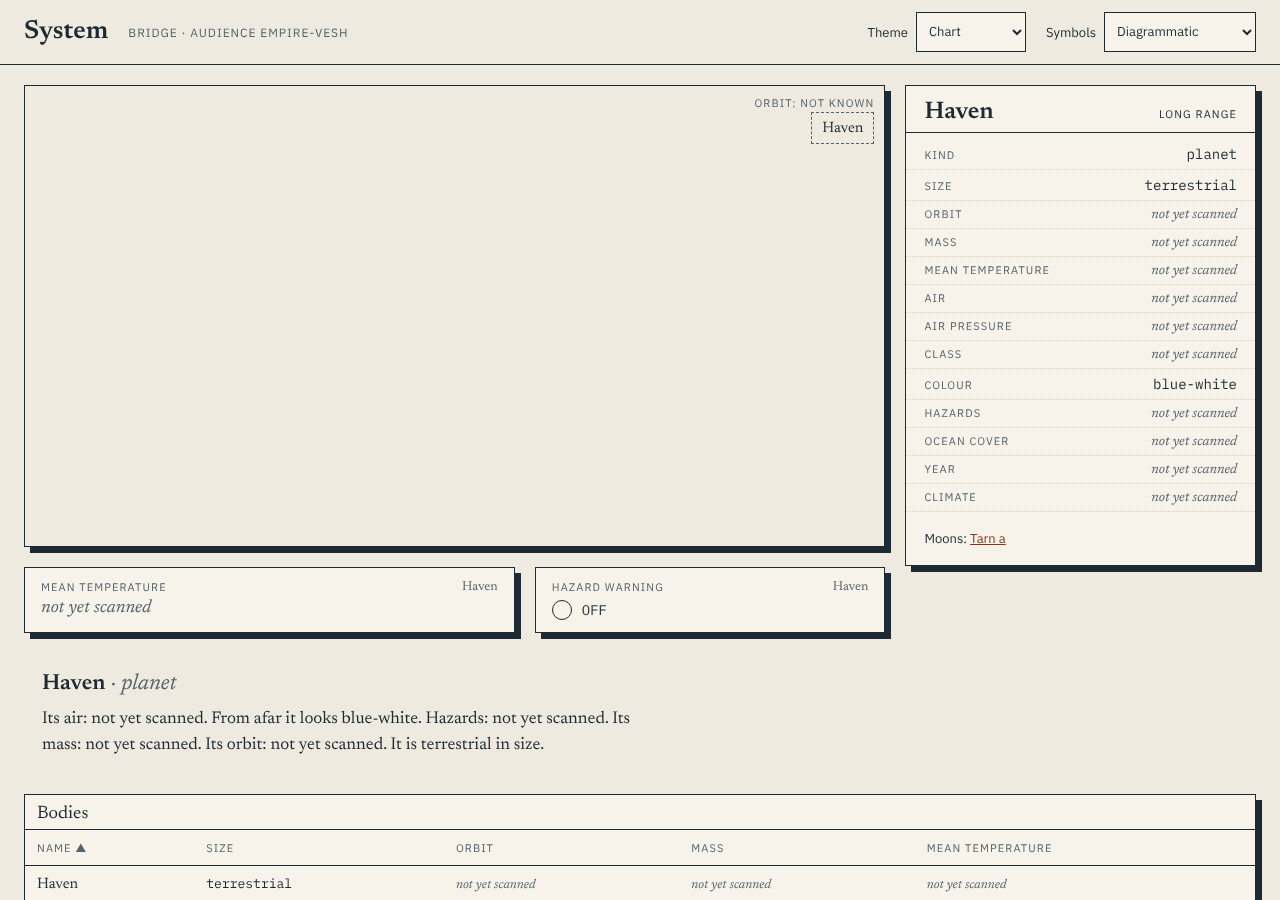 System BRIDGE · AUDIENCE EMPIRE-VESH Theme Chart Symbols Diagrammatic
ORBIT: NOT KNOWN
Haven
Haven LONG RANGE
KIND planet
SIZE terrestrial
ORBIT not yet scanned
MASS not yet scanned
MEAN TEMPERATURE not yet scanned
AIR not yet scanned
AIR PRESSURE not yet scanned
CLASS not yet scanned
COLOUR blue-white
HAZARDS not yet scanned
OCEAN COVER not yet scanned
YEAR not yet scanned
CLIMATE not yet scanned
Moons: Tarn a
MEAN TEMPERATURE Haven
not yet scanned
HAZARD WARNING Haven
OFF
Haven · planet
Its air: not yet scanned. From afar it looks blue-white. Hazards: not yet scanned. Its
mass: not yet scanned. Its orbit: not yet scanned. It is terrestrial in size.
Bodies
NAME ▲ SIZE ORBIT MASS MEAN TEMPERATURE
Haven terrestrial not yet scanned not yet scanned not yet scanned